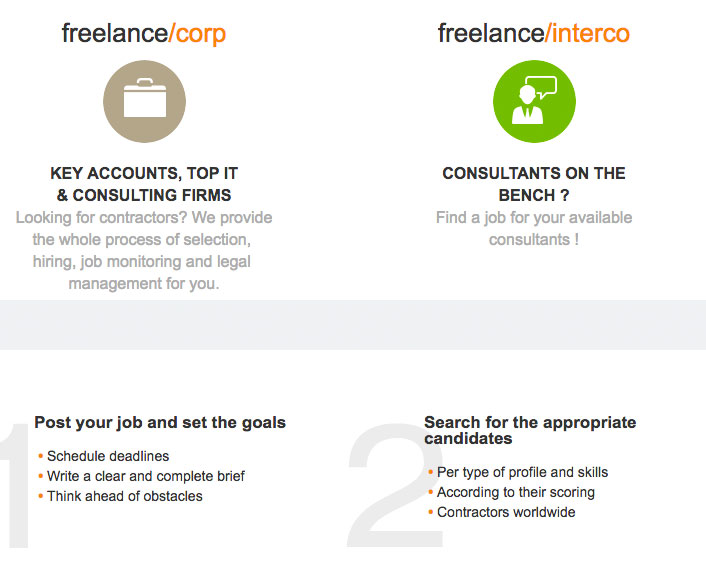 freelance/corp
KEY ACCOUNTS, TOP IT
& CONSULTING FIRMS
Looking for contractors? We provide
the whole process of selection,
hiring, job monitoring and legal
management for you.
freelance/interco
CONSULTANTS ON THE
BENCH ?
Find a job for your available
consultants !
1
Post your job and set the goals
• Schedule deadlines
• Write a clear and complete brief
• Think ahead of obstacles
2
Search for the appropriate
candidates
• Per type of profile and skills
• According to their scoring
• Contractors worldwide